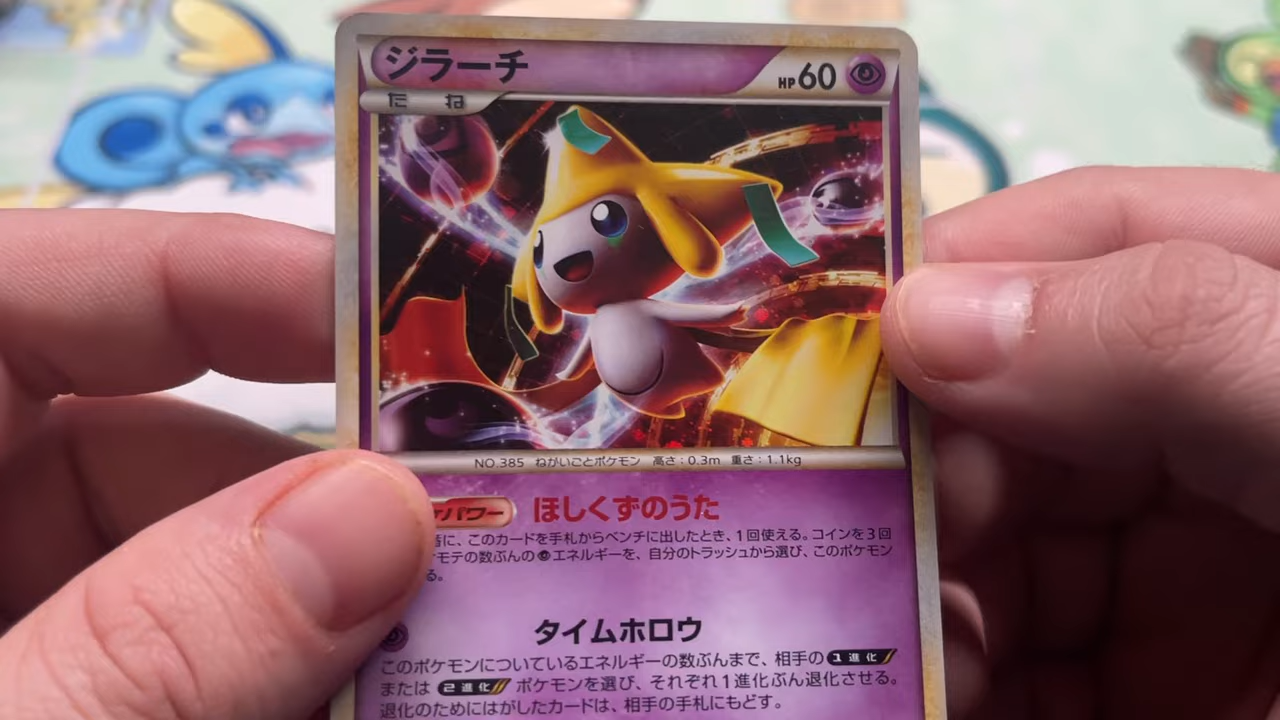 ジラーチ
HP60
たね
NO.385 ねがいごとポケモン 高さ:0.3m 重さ:1.1kg
パワー ほしくずのうた
に、このカードを手札からベンチに出したとき、1回使える。コインを3回
モテの数ぶんのエネルギーを、自分のトラッシュから選び、このポケモン
る。
タイムホロウ
このポケモンについているエネルギーの数ぶんまで、相手の1進化
または2進化ポケモンを選び、それぞれ1進化ぶん退化させる。
退化のためにはがしたカードは、相手の手札にもどす。